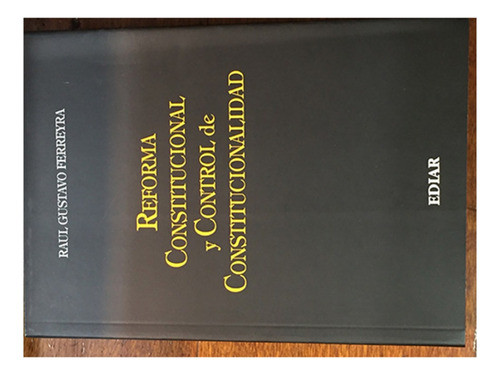 RAUL GUSTAVO FERREYRA
REFORMA
CONSTITUCIONAL
y CONTROL de
CONSTITUCIONALIDAD
EDIAR